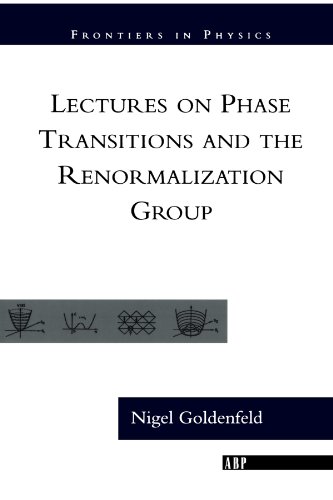 FRONTIERS IN PHYSICS
LECTURES ON PHASE
TRANSITIONS AND THE
RENORMALIZATION
GROUP
Nigel Goldenfeld
ABP